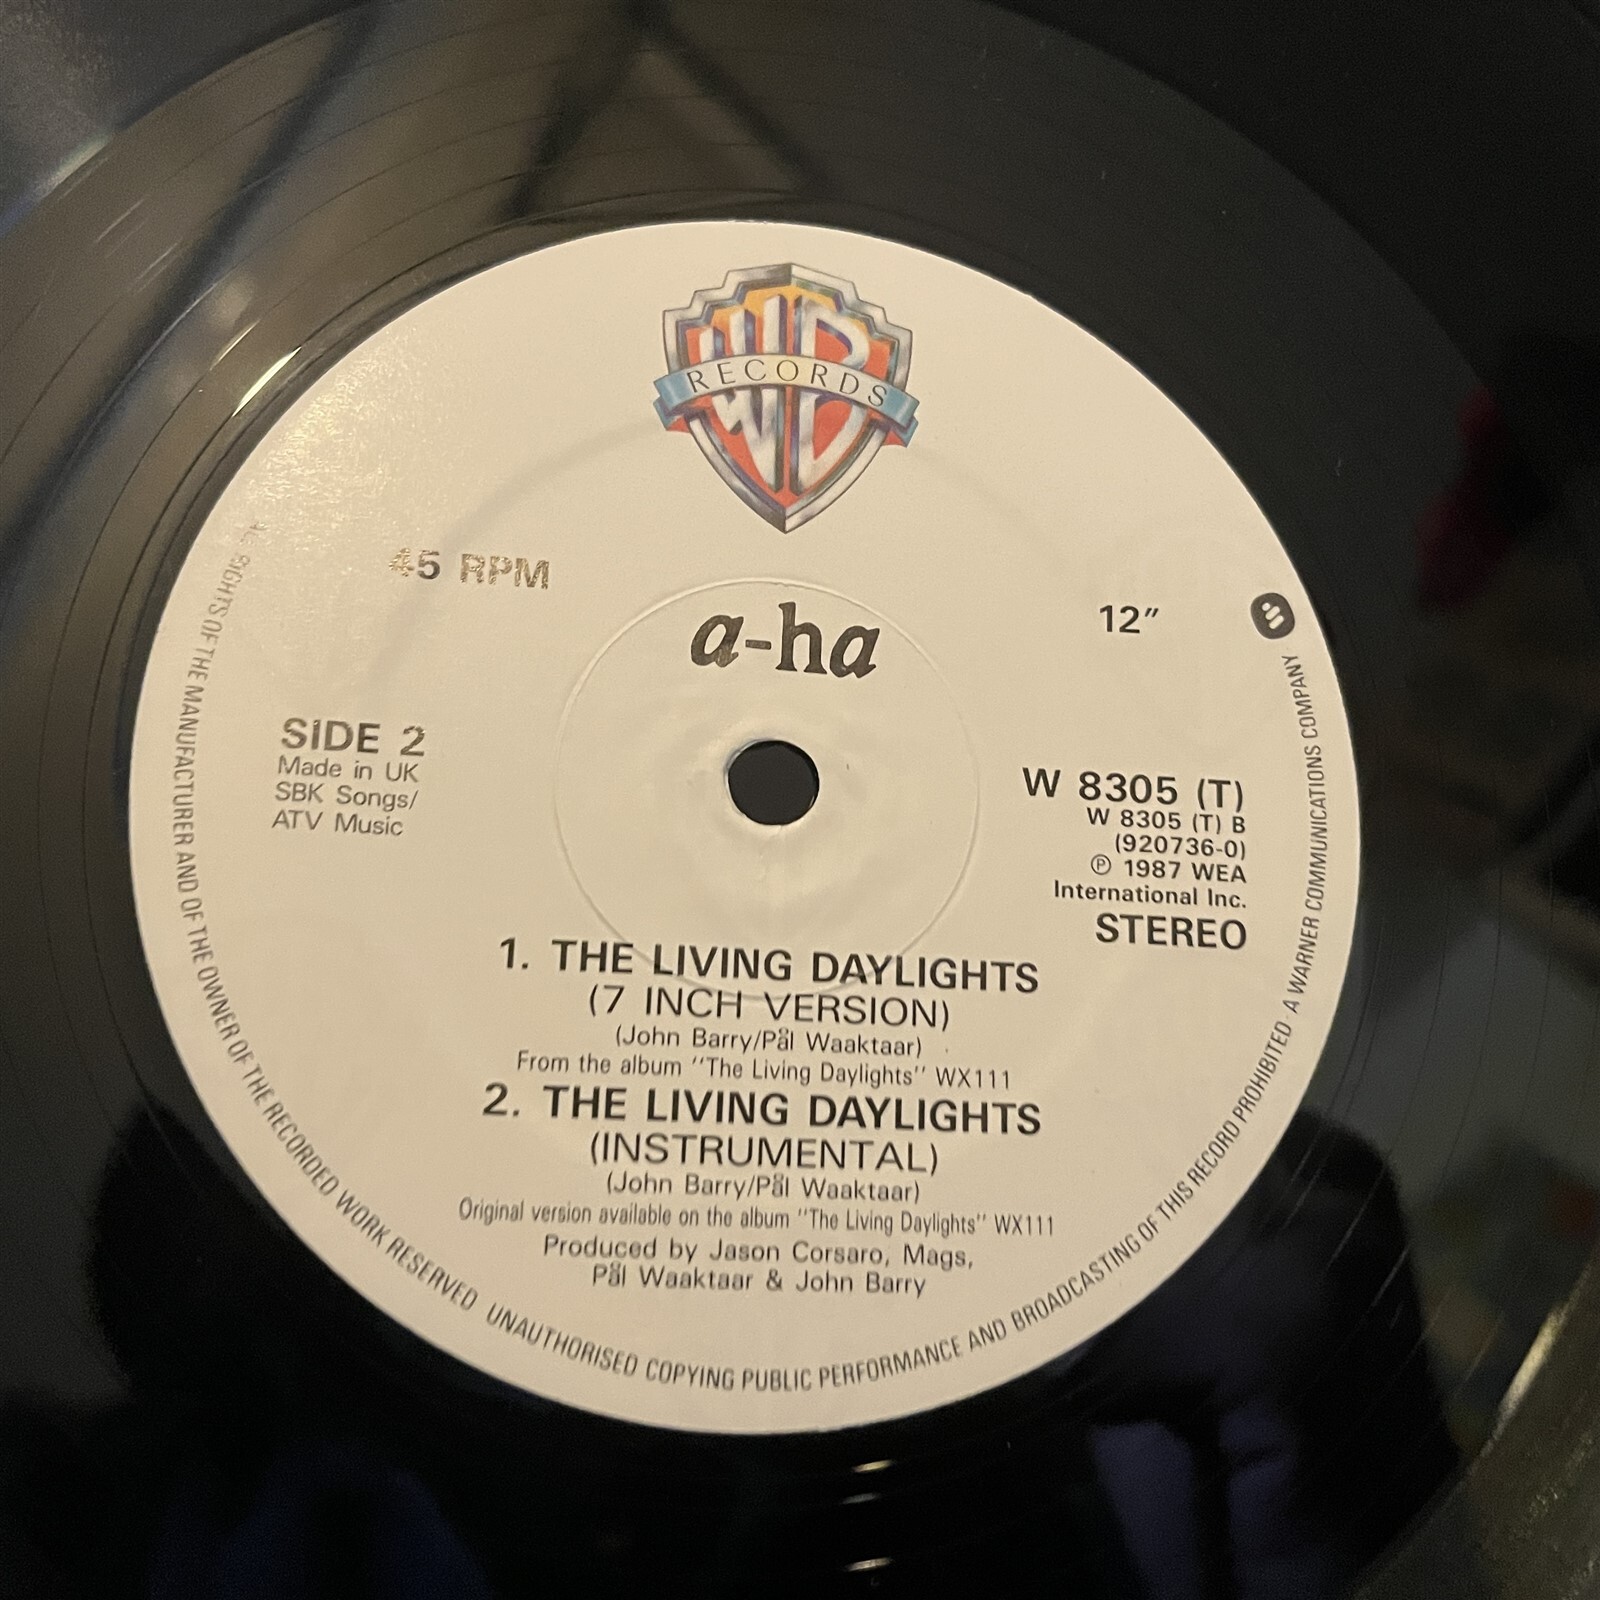 WB
RECORDS
45 RPM
a-ha
12″
SIDE 2
Made in UK
SBK Songs/
ATV Music
W 8305 (T)
W 8305 (T) B
(920736-0)
℗ 1987 WEA
International Inc.
STEREO
1. THE LIVING DAYLIGHTS
(7 INCH VERSION)
(John Barry/Pål Waaktaar)
From the album "The Living Daylights" WX111
2. THE LIVING DAYLIGHTS
(INSTRUMENTAL)
(John Barry/Pål Waaktaar)
Original version available on the album "The Living Daylights" WX111
Produced by Jason Corsaro, Mags,
Pål Waaktaar & John Barry
ALL RIGHTS OF THE MANUFACTURER AND OF THE OWNER OF THE RECORDED WORK RESERVED UNAUTHORISED COPYING PUBLIC PERFORMANCE AND BROADCASTING OF THIS RECORD PROHIBITED · A WARNER COMMUNICATIONS COMPANY